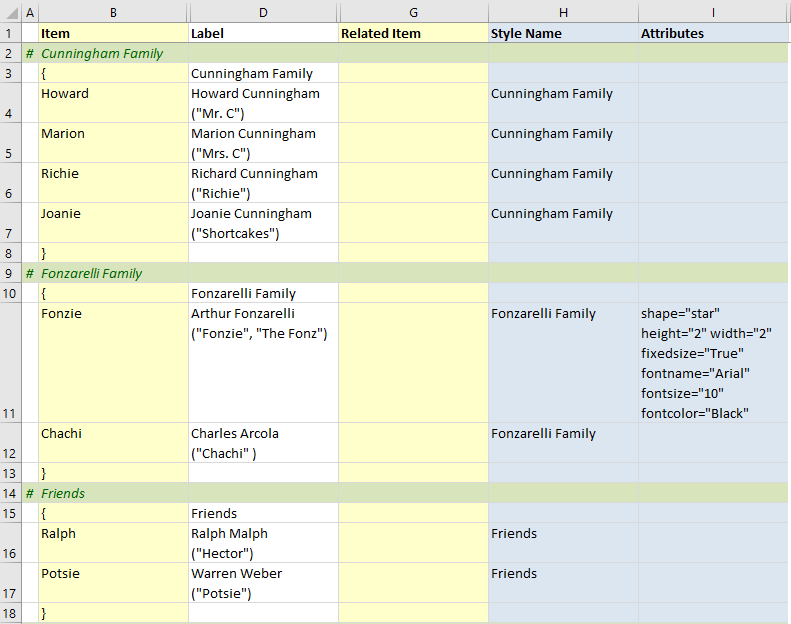 A B D G H I
1 Item Label Related Item Style Name Attributes
2 # Cunningham Family
3 { Cunningham Family
Howard Howard Cunningham Cunningham Family
4 ("Mr. C")
Marion Marion Cunningham Cunningham Family
5 ("Mrs. C")
Richie Richard Cunningham Cunningham Family
6 ("Richie")
Joanie Joanie Cunningham Cunningham Family
7 ("Shortcakes")
8 }
9 # Fonzarelli Family
10 { Fonzarelli Family
Fonzie Arthur Fonzarelli Fonzarelli Family shape="star"
("Fonzie", "The Fonz") height="2" width="2"
fixedsize="True"
fontname="Arial"
fontsize="10"
11 fontcolor="Black"
Chachi Charles Arcola Fonzarelli Family
12 ("Chachi" )
13 }
14 # Friends
15 { Friends
Ralph Ralph Malph Friends
16 ("Hector")
Potsie Warren Weber Friends
17 ("Potsie")
18 }